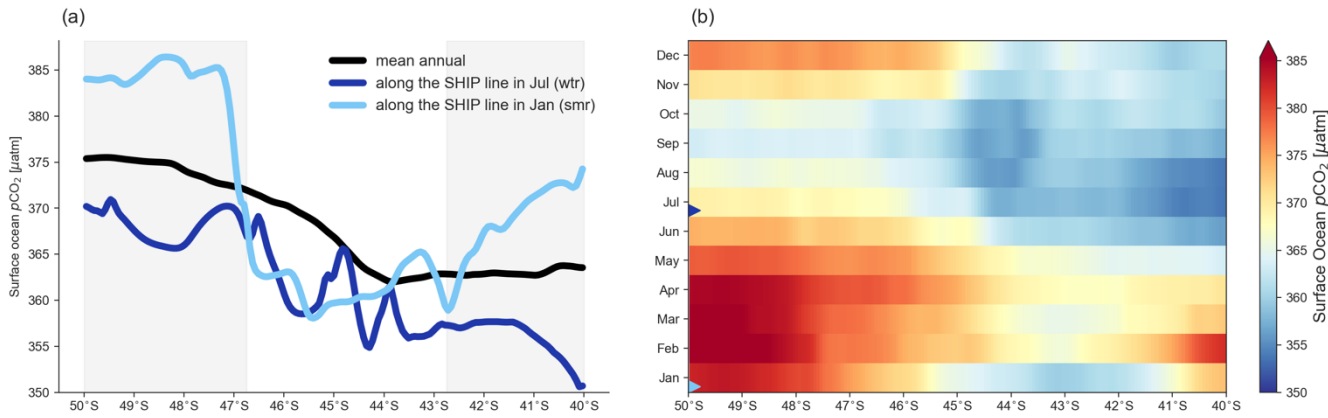 (a)
Surface ocean pCO₂ [μatm]
385
380
375
370
365
360
355
350
mean annual
along the SHIP line in Jul (wtr)
along the SHIP line in Jan (smr)
50°S 49°S 48°S 47°S 46°S 45°S 44°S 43°S 42°S 41°S 40°S
(b)
Dec
Nov
Oct
Sep
Aug
Jul
Jun
May
Apr
Mar
Feb
Jan
50°S 49°S 48°S 47°S 46°S 45°S 44°S 43°S 42°S 41°S 40°S
385
380
375
370
365
360
355
350
Surface Ocean pCO₂ [μatm]